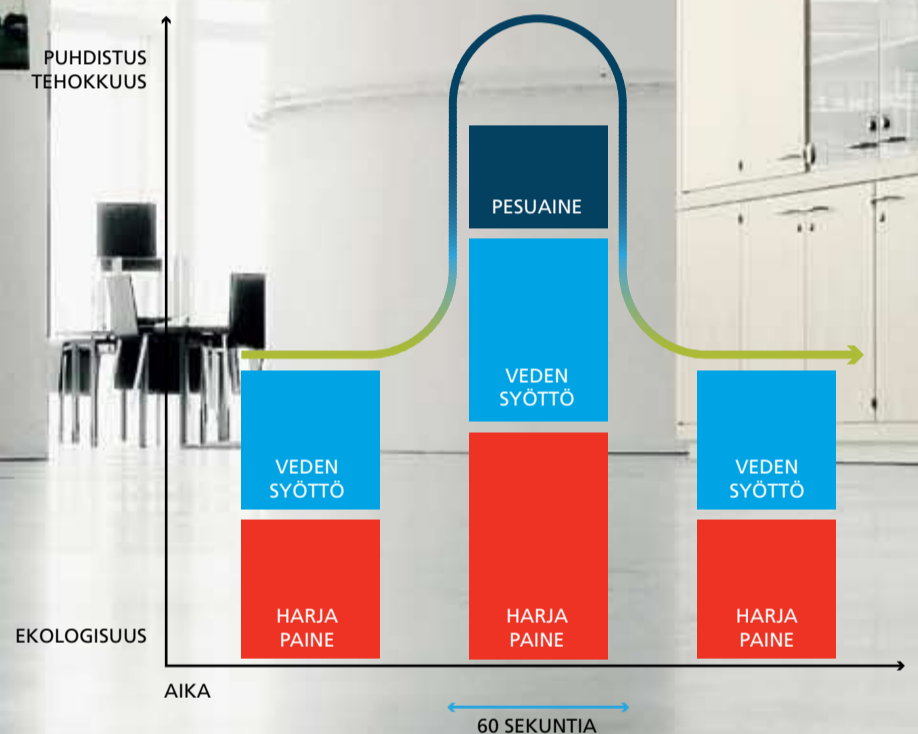 PUHDISTUS
TEHOKKUUS
PESUAINE
VEDEN
SYÖTTÖ
VEDEN
SYÖTTÖ
VEDEN
SYÖTTÖ
HARJA
PAINE
HARJA
PAINE
HARJA
PAINE
EKOLOGISUUS
AIKA
60 SEKUNTIA